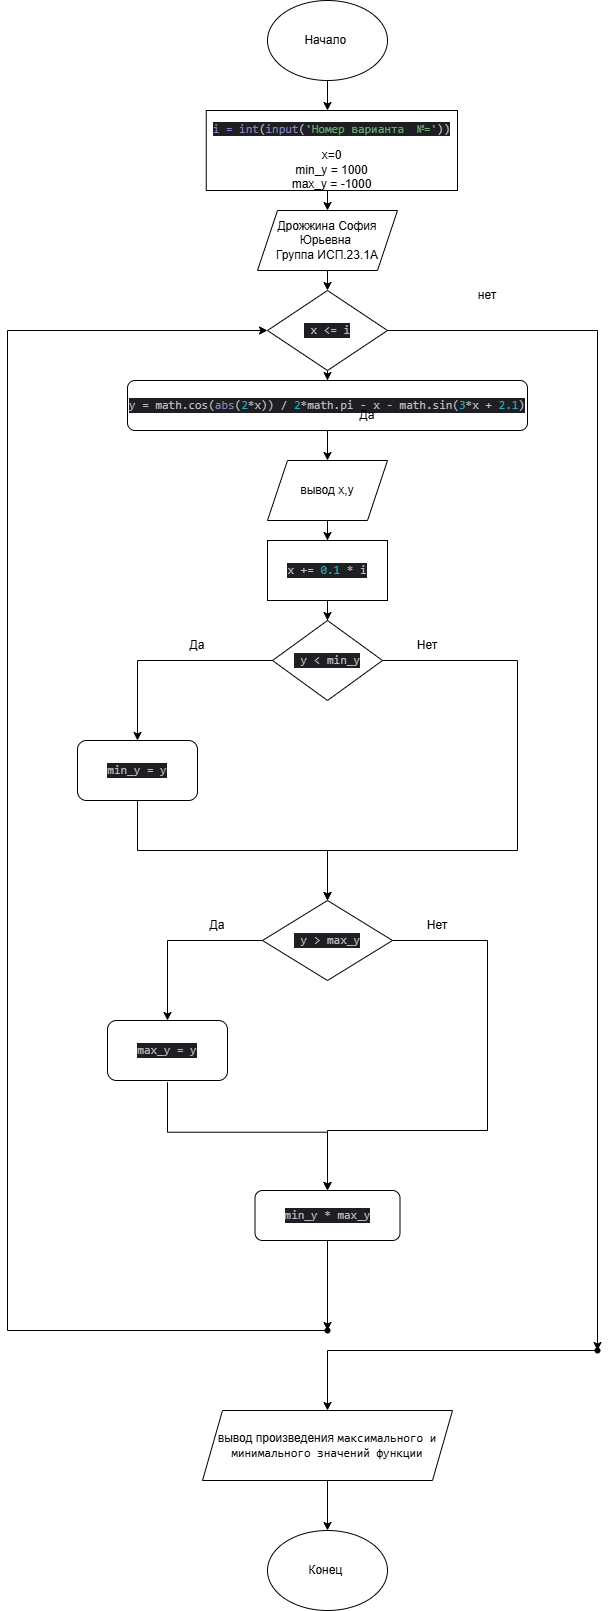 Начало
i = int(input('Номер варианта  №='))
x=0
min_y = 1000
max_y = -1000
Дрожжина София
Юрьевна
Группа ИСП.23.1А
нет
x <= i
y = math.cos(abs(2*x)) / 2*math.pi - x - math.sin(3*x + 2.1)
Да
вывод x,y
x += 0.1 * i
Да
Нет
y < min_y
min_y = y
Да
Нет
y > max_y
max_y = y
min_y * max_y
вывод произведения максимального и
минимального значений функции
Конец